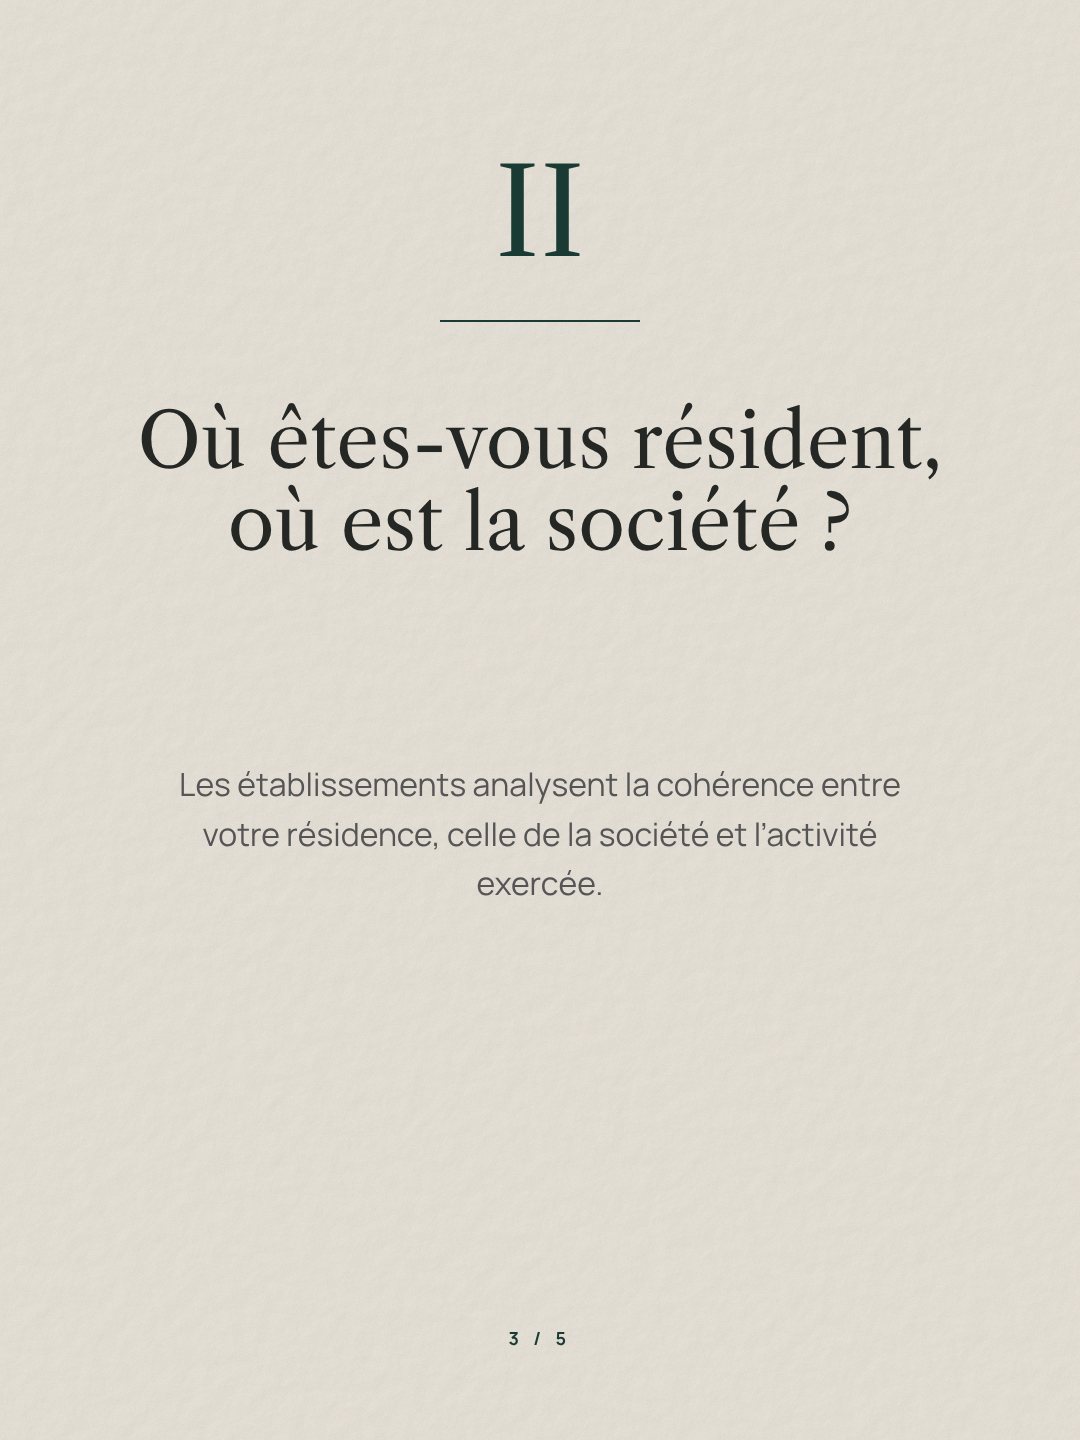 II
Où êtes-vous résident,
où est la société ?
Les établissements analysent la cohérence entre
votre résidence, celle de la société et l’activité
exercée.
3 / 5